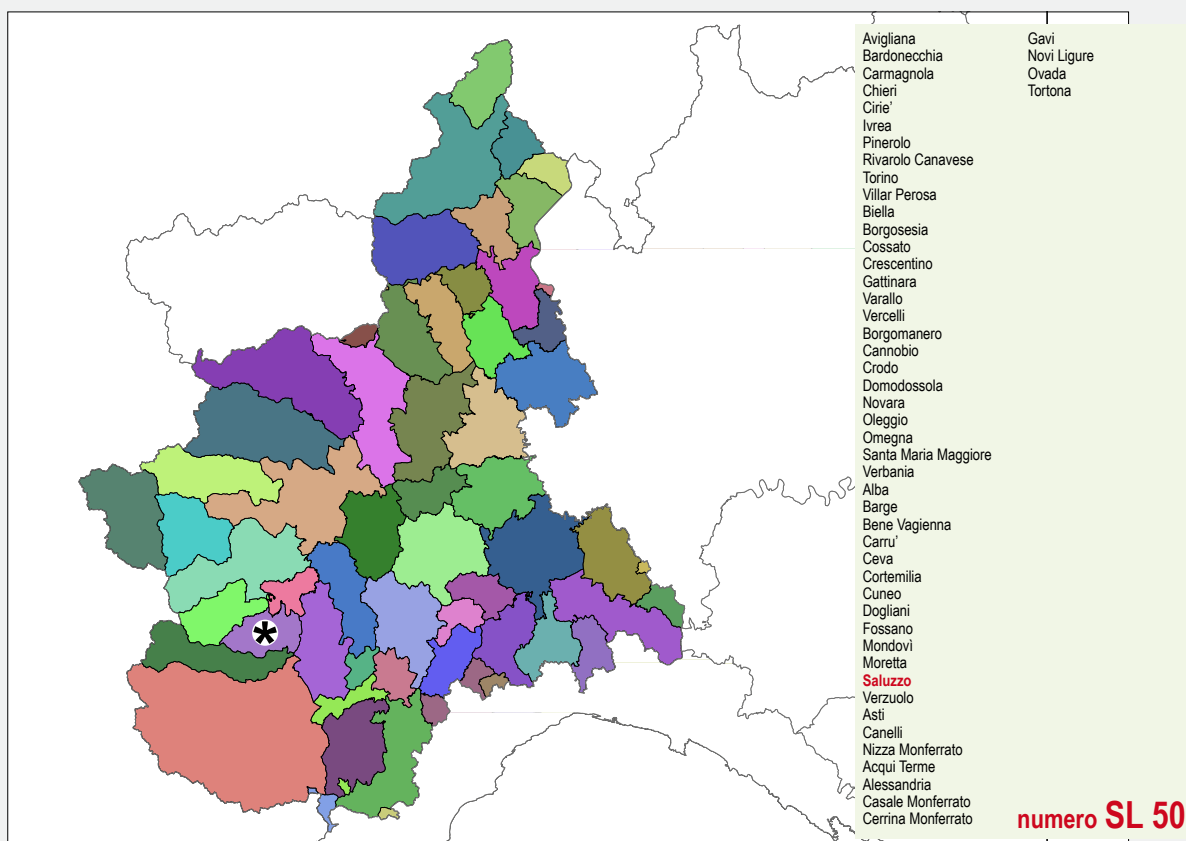 Avigliana
Bardonecchia
Carmagnola
Chieri
Cirie'
Ivrea
Pinerolo
Rivarolo Canavese
Torino
Villar Perosa
Biella
Borgosesia
Cossato
Crescentino
Gattinara
Varallo
Vercelli
Borgomanero
Cannobio
Crodo
Domodossola
Novara
Oleggio
Omegna
Santa Maria Maggiore
Verbania
Alba
Barge
Bene Vagienna
Carru'
Ceva
Cortemilia
Cuneo
Dogliani
Fossano
Mondovì
Moretta
Saluzzo
Verzuolo
Asti
Canelli
Nizza Monferrato
Acqui Terme
Alessandria
Casale Monferrato
Cerrina Monferrato
Gavi
Novi Ligure
Ovada
Tortona
numero SL 50
*